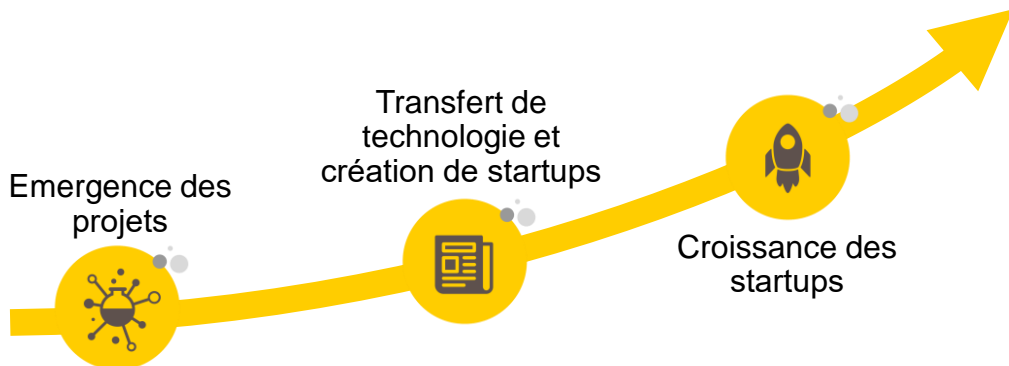 Emergence des
projets
Transfert de
technologie et
création de startups
Croissance des
startups